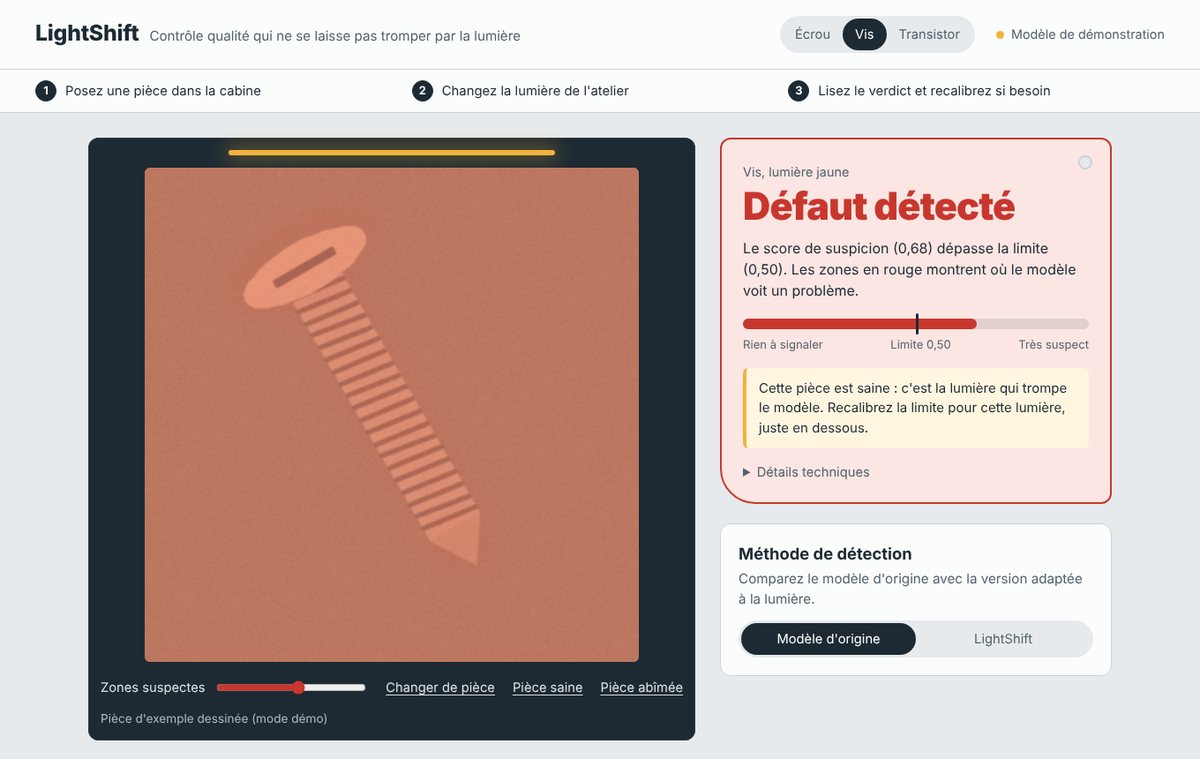 LightShift Contrôle qualité qui ne se laisse pas tromper par la lumière
Écrou Vis Transistor
Modèle de démonstration
1 Posez une pièce dans la cabine
2 Changez la lumière de l'atelier
3 Lisez le verdict et recalibrez si besoin
Zones suspectes
Changer de pièce Pièce saine Pièce abîmée
Pièce d'exemple dessinée (mode démo)
Vis, lumière jaune
Défaut détecté
Le score de suspicion (0,68) dépasse la limite
(0,50). Les zones en rouge montrent où le modèle
voit un problème.
Rien à signaler Limite 0,50 Très suspect
Cette pièce est saine : c'est la lumière qui trompe
le modèle. Recalibrez la limite pour cette lumière,
juste en dessous.
Détails techniques
Méthode de détection
Comparez le modèle d'origine avec la version adaptée
à la lumière.
Modèle d'origine LightShift